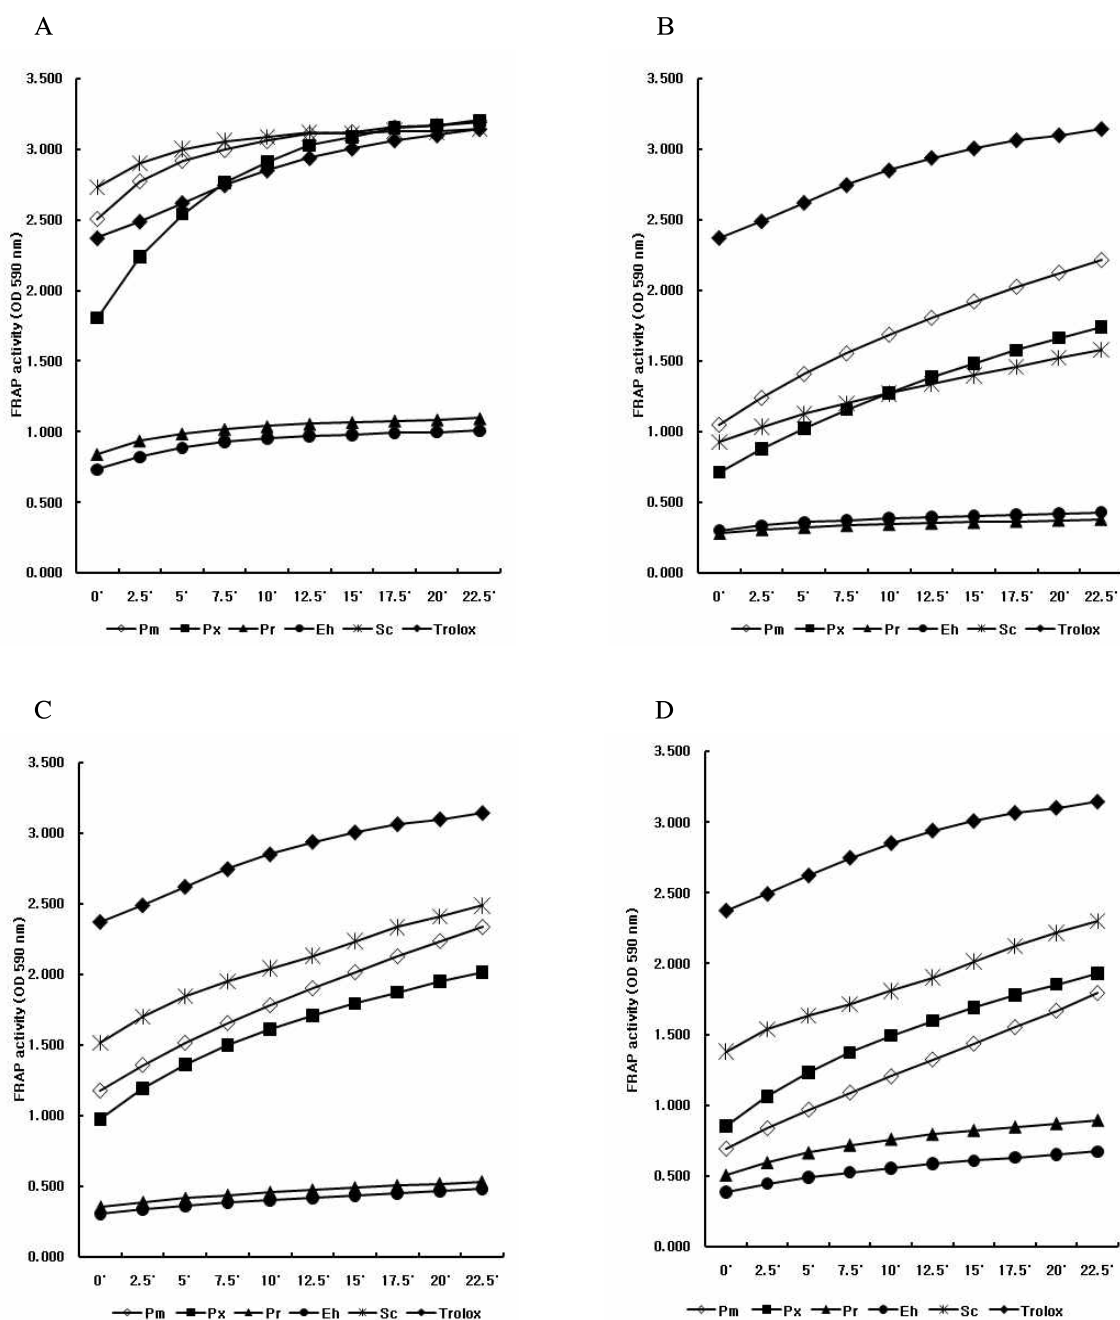 A
FRAP activity (OD 590 nm)
3.500
3.000
2.500
2.000
1.500
1.000
0.500
0.000
0' 2.5' 5' 7.5' 10' 12.5' 15' 17.5' 20' 22.5'
Pm Px Pr Eh Sc Trolox
B
FRAP activity (OD 590 nm)
3.500
3.000
2.500
2.000
1.500
1.000
0.500
0.000
0' 2.5' 5' 7.5' 10' 12.5' 15' 17.5' 20' 22.5'
Pm Px Pr Eh Sc Trolox
C
FRAP activity (OD 590 nm)
3.500
3.000
2.500
2.000
1.500
1.000
0.500
0.000
0' 2.5' 5' 7.5' 10' 12.5' 15' 17.5' 20' 22.5'
Pm Px Pr Eh Sc Trolox
D
FRAP activity (OD 590 nm)
3.500
3.000
2.500
2.000
1.500
1.000
0.500
0.000
0' 2.5' 5' 7.5' 10' 12.5' 15' 17.5' 20' 22.5'
Pm Px Pr Eh Sc Trolox